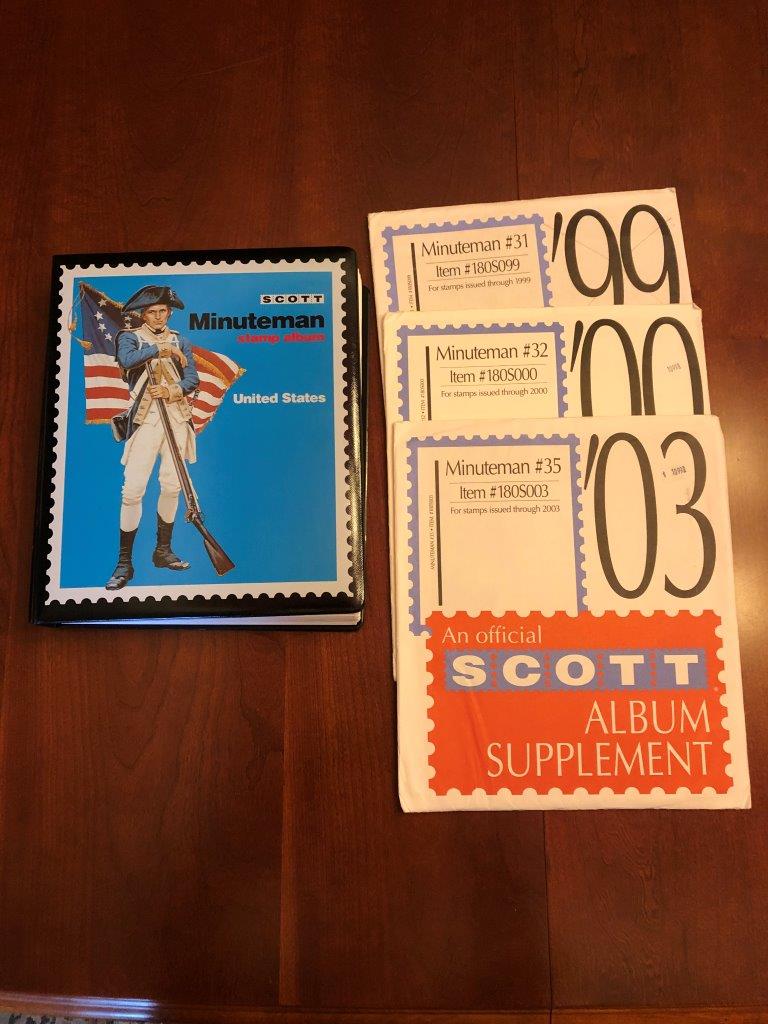 SCOTT
Minuteman
stamp album
United States
Minuteman #31
Item #180S099
For stamps issued through 1999
'99
Minuteman #32
Item #180S000
For stamps issued through 2000
'00
Minuteman #35
Item #180S003
For stamps issued through 2003
'03
An official
SCOTT
ALBUM
SUPPLEMENT